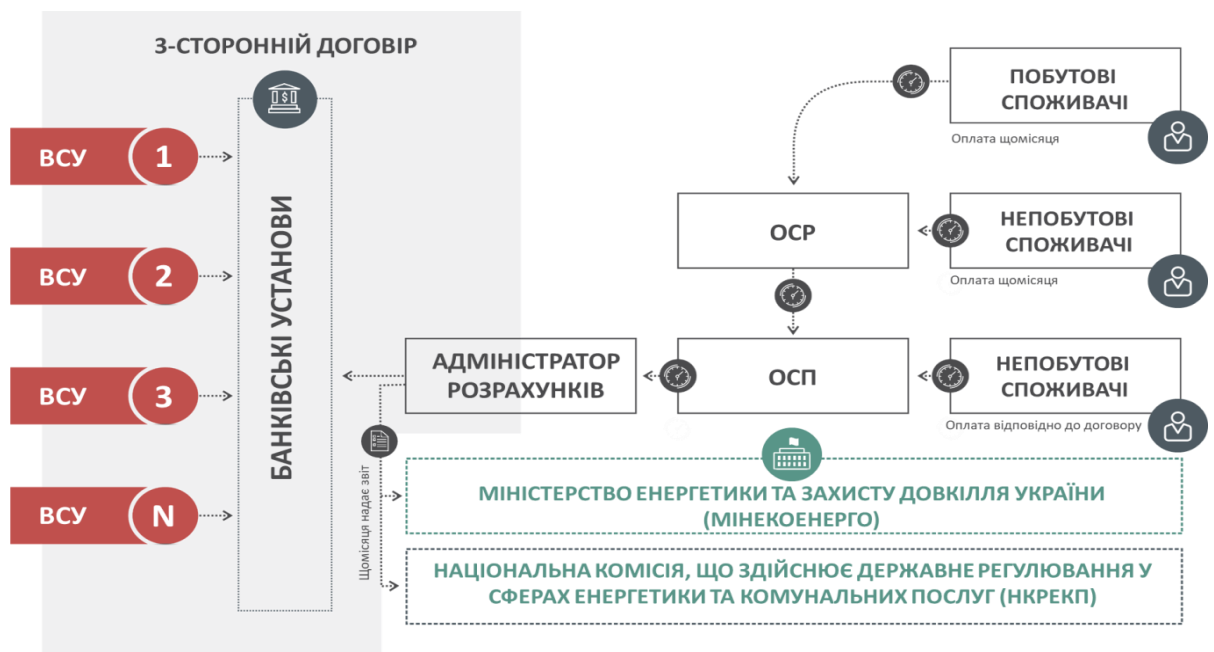 3-СТОРОННІЙ ДОГОВІР
ВСУ 1
ВСУ 2
ВСУ 3
ВСУ N
БАНКІВСЬКІ УСТАНОВИ
ПОБУТОВІ
СПОЖИВАЧІ
Оплата щомісяця
ОСР
НЕПОБУТОВІ
СПОЖИВАЧІ
Оплата щомісяця
АДМІНІСТРАТОР
РОЗРАХУНКІВ
ОСП
НЕПОБУТОВІ
СПОЖИВАЧІ
Оплата відповідно до договору
Щомісяця надає звіт
МІНІСТЕРСТВО ЕНЕРГЕТИКИ ТА ЗАХИСТУ ДОВКІЛЛЯ УКРАЇНИ
(МІНЕКОЕНЕРГО)
НАЦІОНАЛЬНА КОМІСІЯ, ЩО ЗДІЙСНЮЄ ДЕРЖАВНЕ РЕГУЛЮВАННЯ У
СФЕРАХ ЕНЕРГЕТИКИ ТА КОМУНАЛЬНИХ ПОСЛУГ (НКРЕКП)